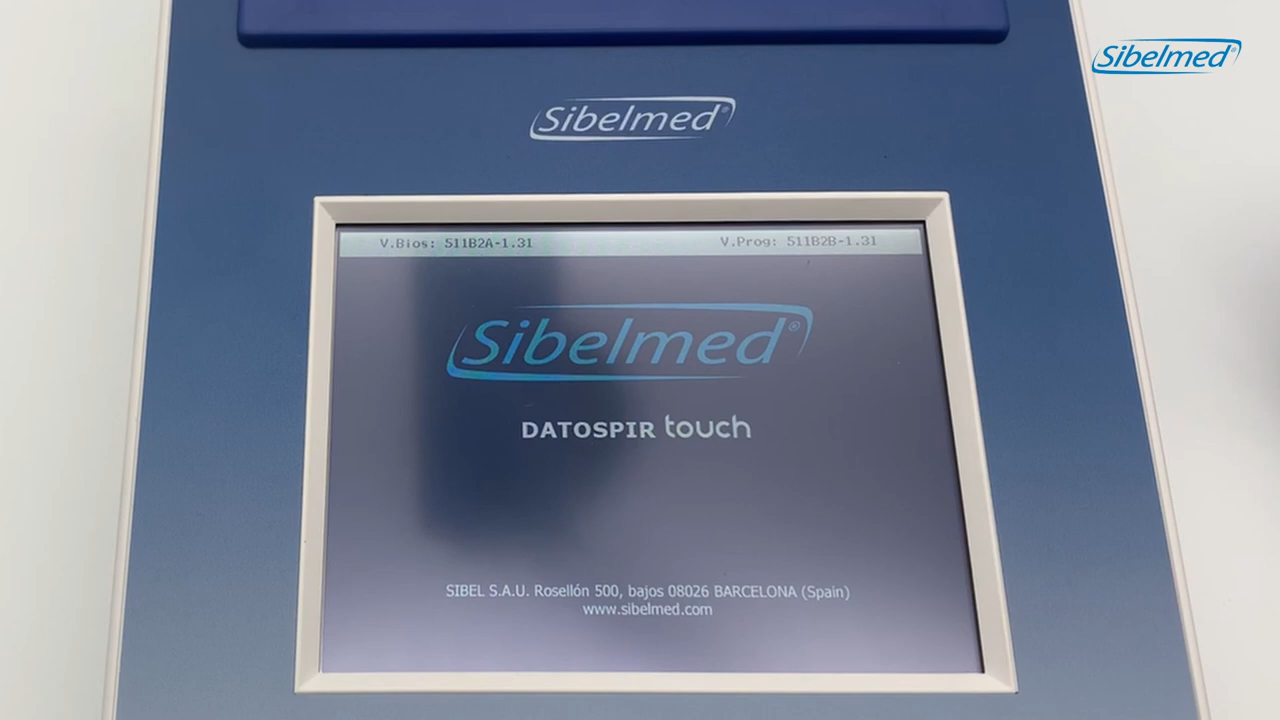 Sibelmed®
Sibelmed®
V.Bios: 511B2A-1.31
V.Prog: 511B2B-1.31
Sibelmed®
DATOSPIR touch
SIBEL S.A.U. Rosellón 500, bajos 08026 BARCELONA (Spain)
www.sibelmed.com